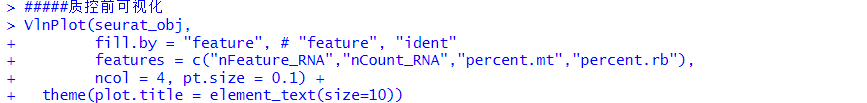 > #####质控前可视化
> VlnPlot(seurat_obj,
+         fill.by = "feature", # "feature", "ident"
+         features = c("nFeature_RNA","nCount_RNA","percent.mt","percent.rb"),
+         ncol = 4, pt.size = 0.1) +
+   theme(plot.title = element_text(size=10))